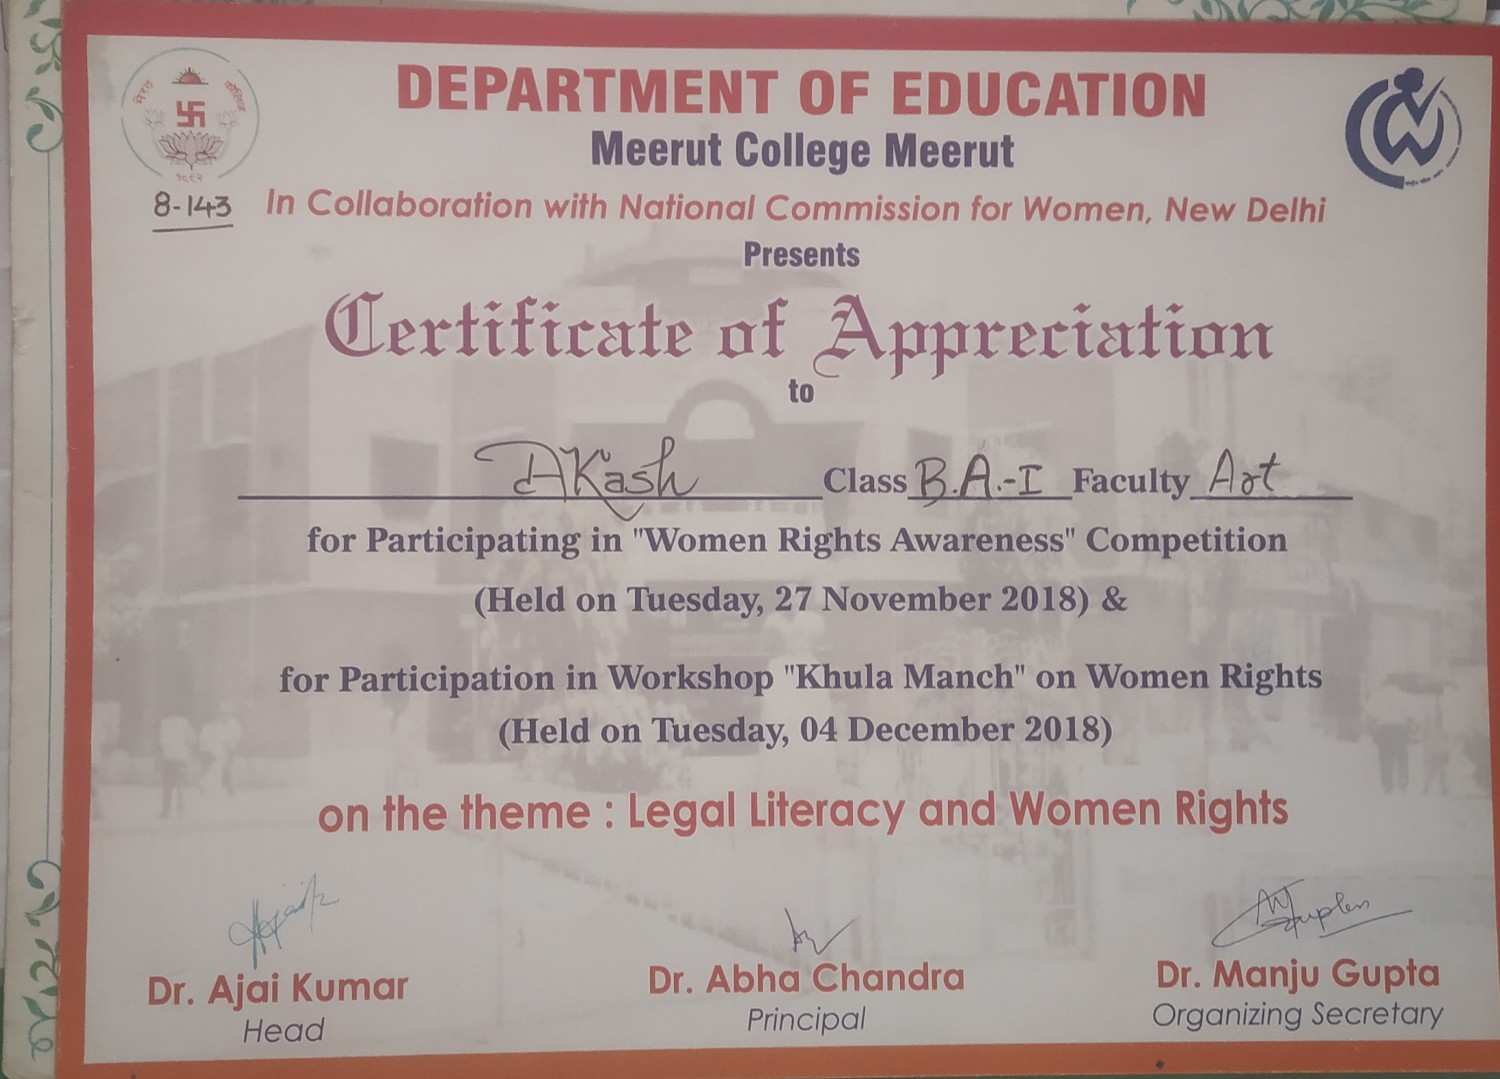 मेरठ कॉलिज
१८९२
8-143
DEPARTMENT OF EDUCATION
Meerut College Meerut
In Collaboration with National Commission for Women, New Delhi
Presents
Certificate of Appreciation
to
AKash Class B.A.-I Faculty Art
for Participating in "Women Rights Awareness" Competition
(Held on Tuesday, 27 November 2018) &
for Participation in Workshop "Khula Manch" on Women Rights
(Held on Tuesday, 04 December 2018)
on the theme : Legal Literacy and Women Rights
Dr. Ajai Kumar
Head
Dr. Abha Chandra
Principal
Dr. Manju Gupta
Organizing Secretary